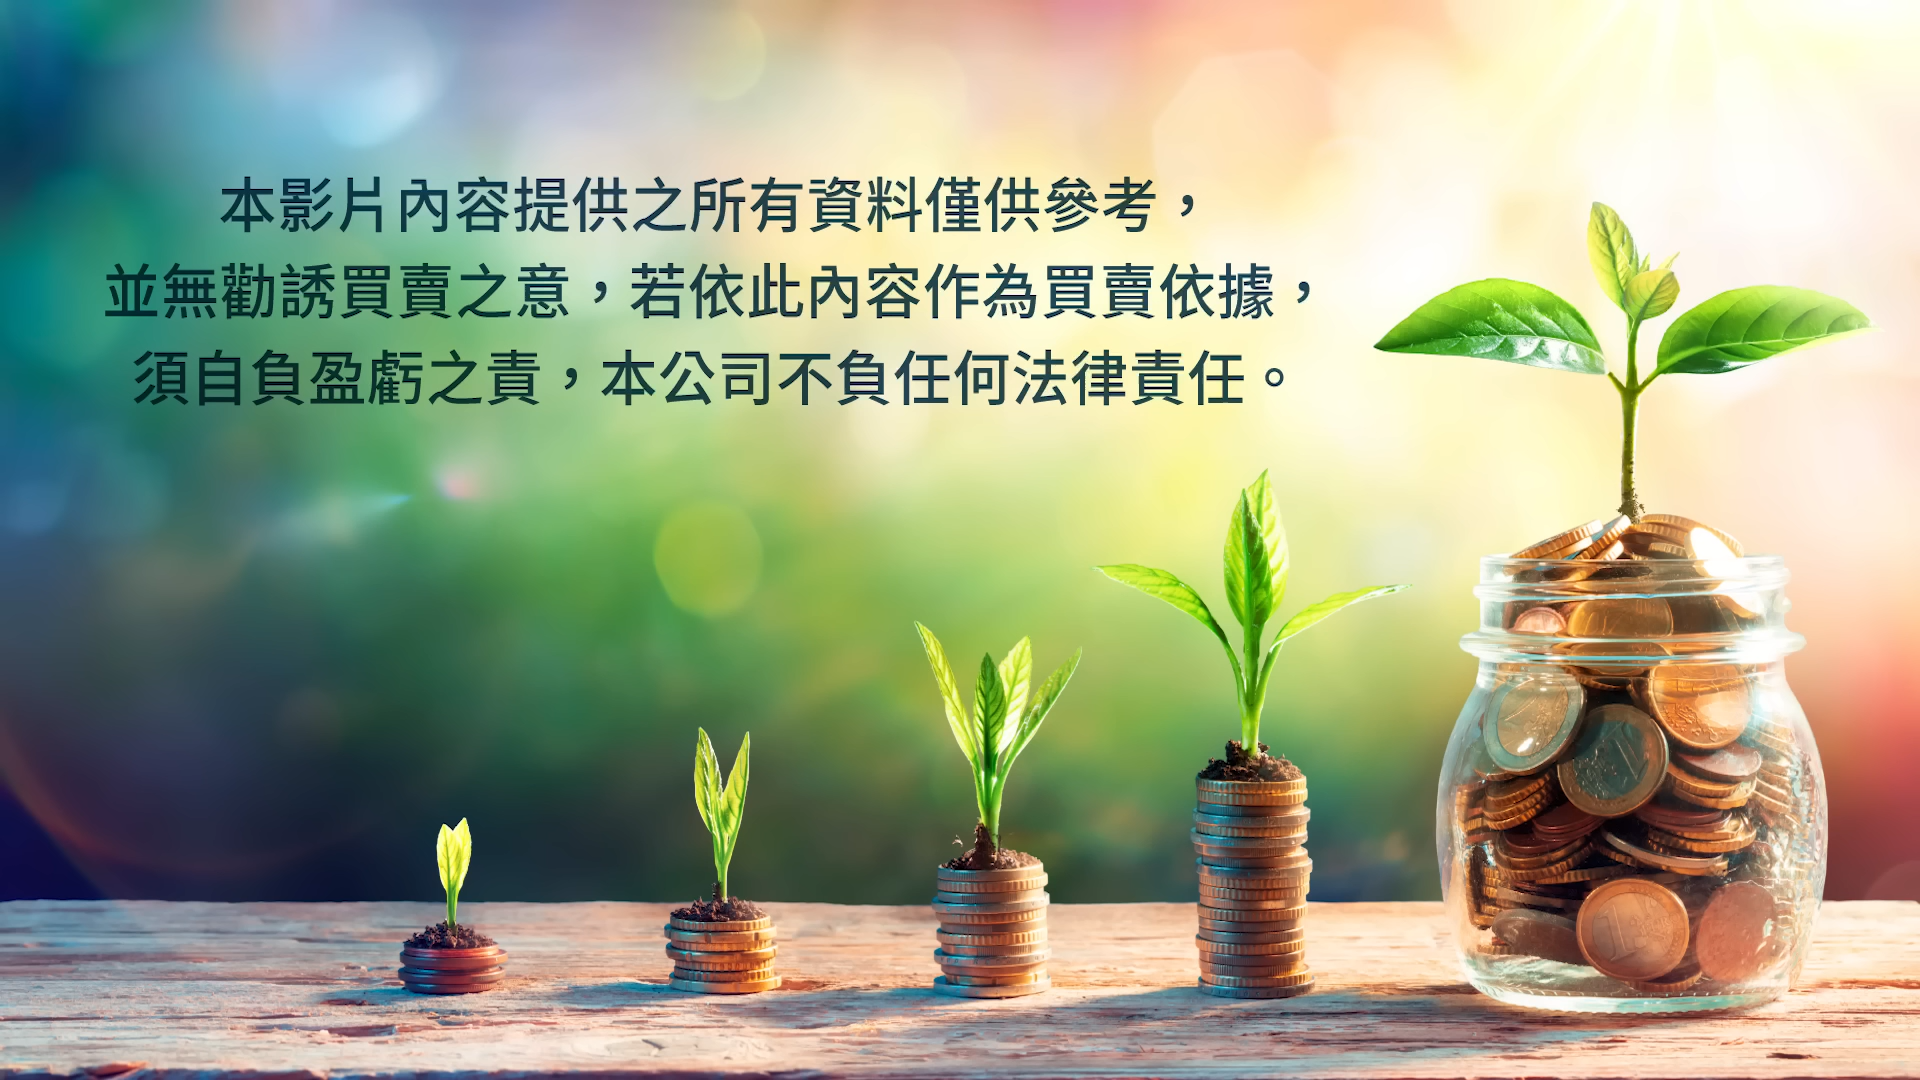 本影片內容提供之所有資料僅供參考，
並無勸誘買賣之意，若依此內容作為買賣依據，
須自負盈虧之責，本公司不負任何法律責任。